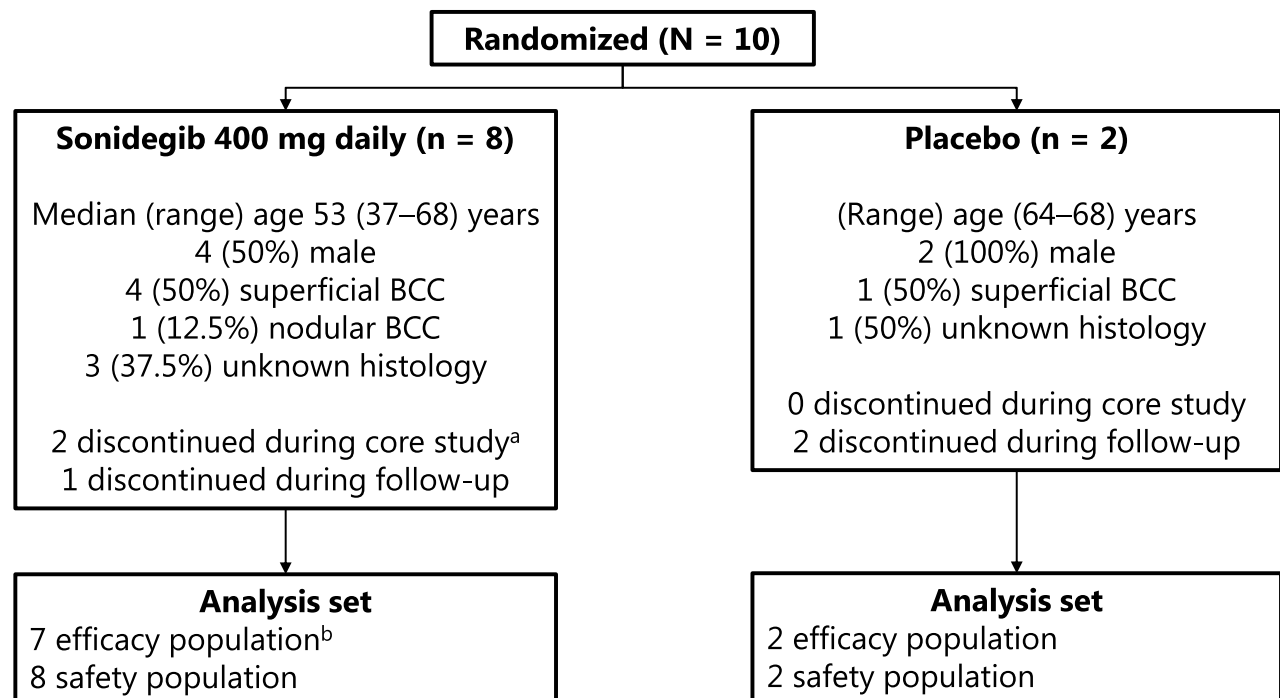 Randomized (N = 10)
Sonidegib 400 mg daily (n = 8)
Median (range) age 53 (37–68) years
4 (50%) male
4 (50%) superficial BCC
1 (12.5%) nodular BCC
3 (37.5%) unknown histology
2 discontinued during core studyᵃ
1 discontinued during follow-up
Placebo (n = 2)
(Range) age (64–68) years
2 (100%) male
1 (50%) superficial BCC
1 (50%) unknown histology
0 discontinued during core study
2 discontinued during follow-up
Analysis set
7 efficacy populationᵇ
8 safety population
Analysis set
2 efficacy population
2 safety population